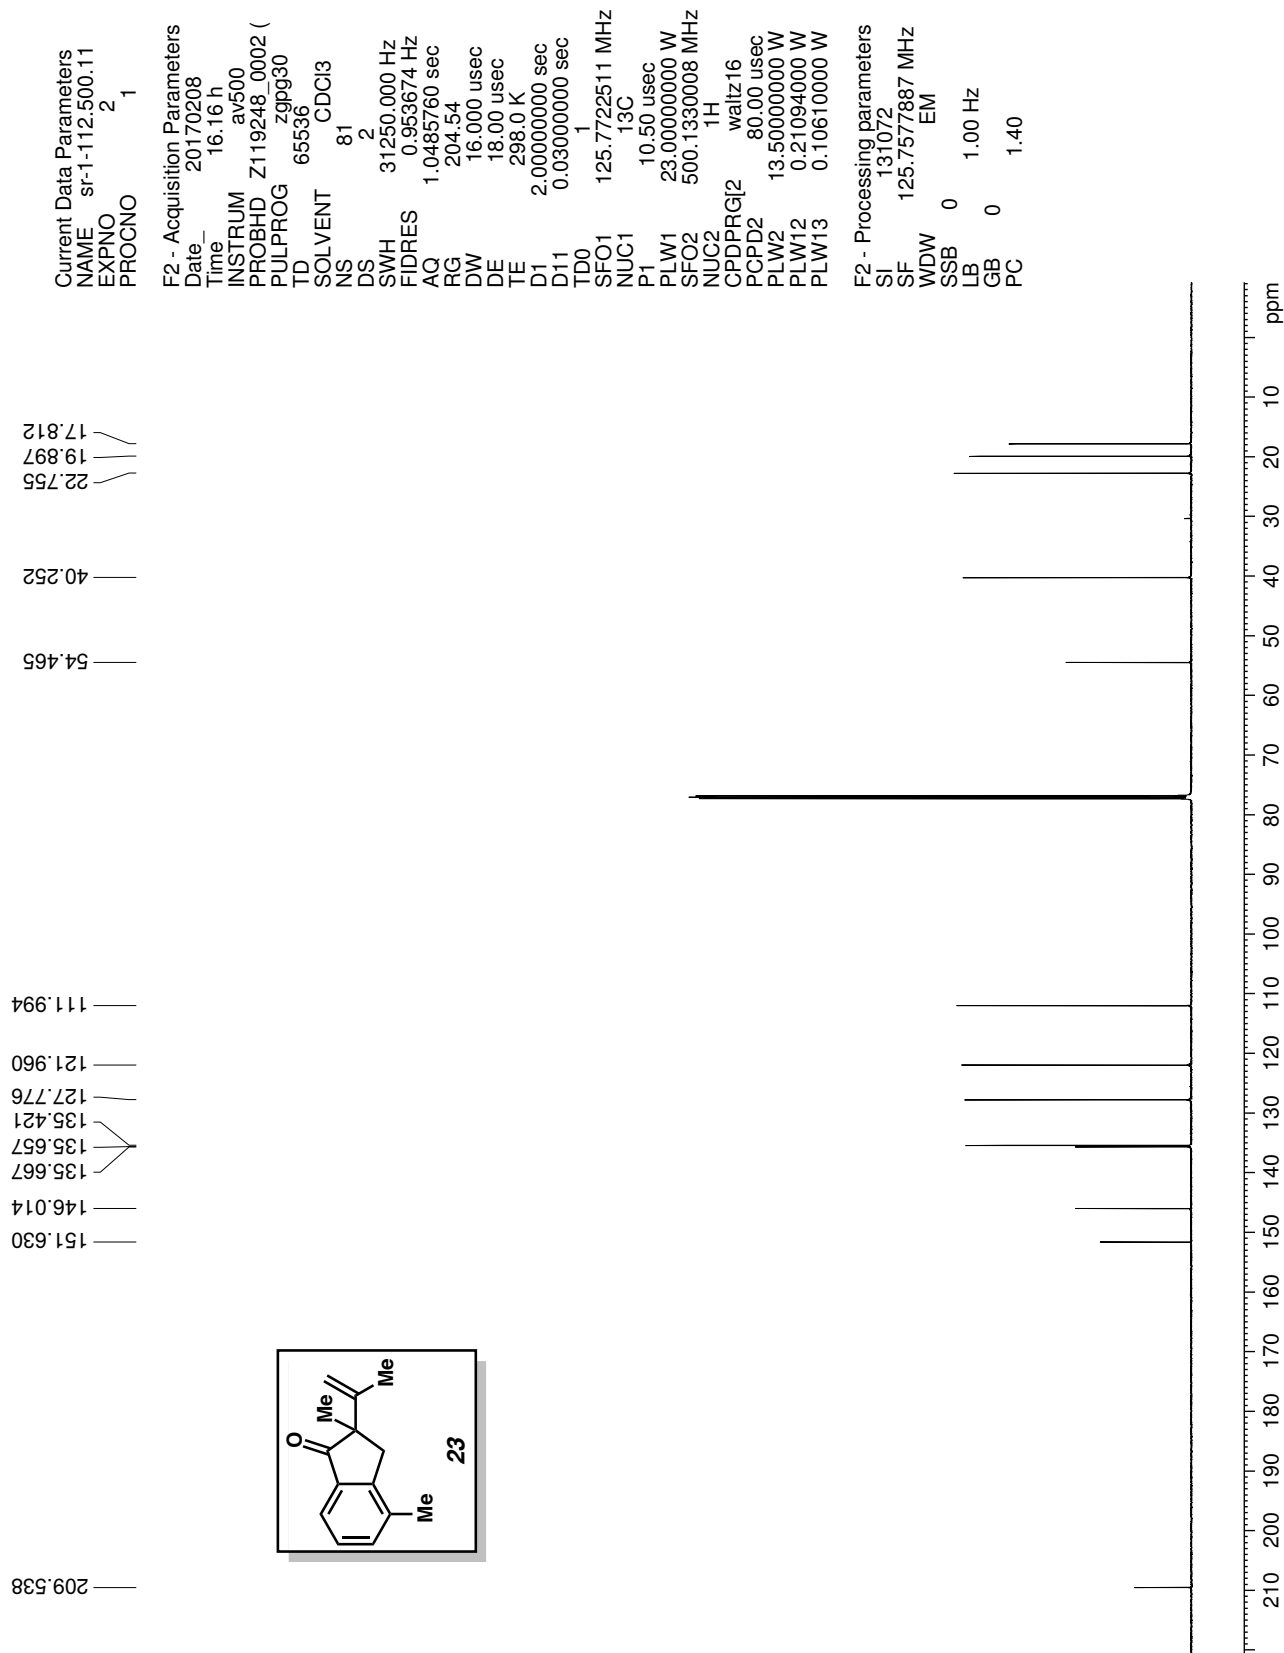 Current Data Parameters
NAME sr-1-112.500.11
EXPNO 2
PROCNO 1
F2 - Acquisition Parameters
Date_ 20170208
Time 16.16 h
INSTRUM av500
PROBHD Z119248_0002 (
PULPROG zgpg30
TD 65536
SOLVENT CDCl3
NS 81
DS 2
SWH 31250.000 Hz
FIDRES 0.953674 Hz
AQ 1.0485760 sec
RG 204.54
DW 16.000 usec
DE 18.00 usec
TE 298.0 K
D1 2.00000000 sec
D11 0.03000000 sec
TD0 1
SFO1 125.7722511 MHz
NUC1 13C
P1 10.50 usec
PLW1 23.00000000 W
SFO2 500.1330008 MHz
NUC2 1H
CPDPRG[2 waltz16
PCPD2 80.00 usec
PLW2 13.50000000 W
PLW12 0.21094000 W
PLW13 0.10610000 W
F2 - Processing parameters
SI 131072
SF 125.7577887 MHz
WDW EM
SSB 0
LB 1.00 Hz
GB 0
PC 1.40
209.538
151.630
146.014
135.667
135.657
135.421
127.776
121.960
111.994
54.465
40.252
22.755
19.897
17.812
O
Me
Me
Me
23
210 200 190 180 170 160 150 140 130 120 110 100 90 80 70 60 50 40 30 20 10 ppm